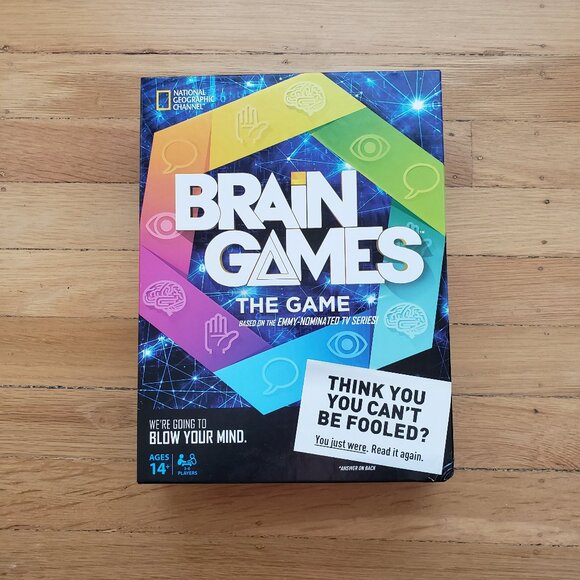 NATIONAL
GEOGRAPHIC
CHANNEL
BRAIN
GAMES
THE GAME
BASED ON THE EMMY-NOMINATED TV SERIES!
THINK YOU
YOU CAN'T
BE FOOLED?
You just were. Read it again.
*ANSWER ON BACK
WE'RE GOING TO
BLOW YOUR MIND.
AGES
14+
PLAYERS